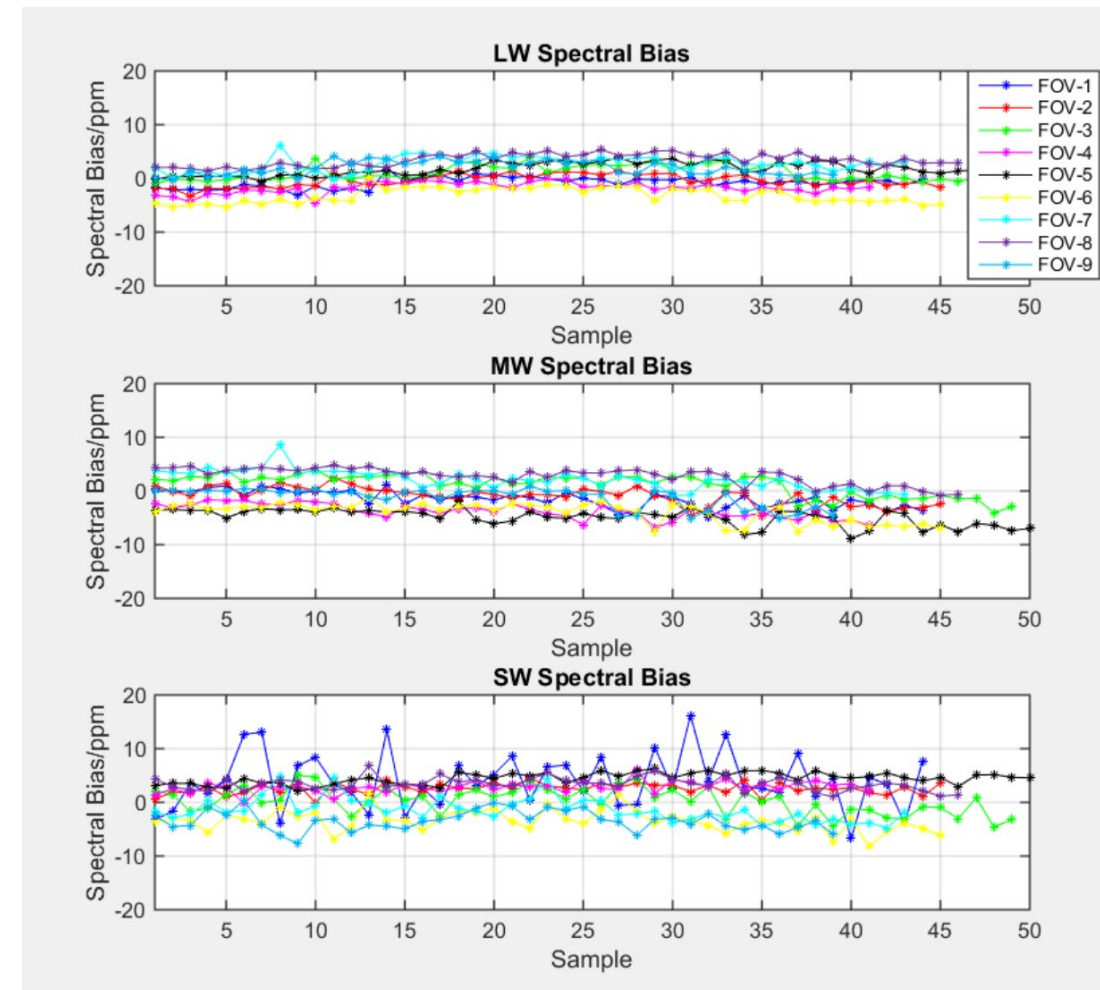 LW Spectral Bias
Spectral Bias/ppm
20
10
0
-10
-20
5 10 15 20 25 30 35 40 45 50
Sample
FOV-1
FOV-2
FOV-3
FOV-4
FOV-5
FOV-6
FOV-7
FOV-8
FOV-9
MW Spectral Bias
Spectral Bias/ppm
20
10
0
-10
-20
5 10 15 20 25 30 35 40 45 50
Sample
SW Spectral Bias
Spectral Bias/ppm
20
10
0
-10
-20
5 10 15 20 25 30 35 40 45 50
Sample